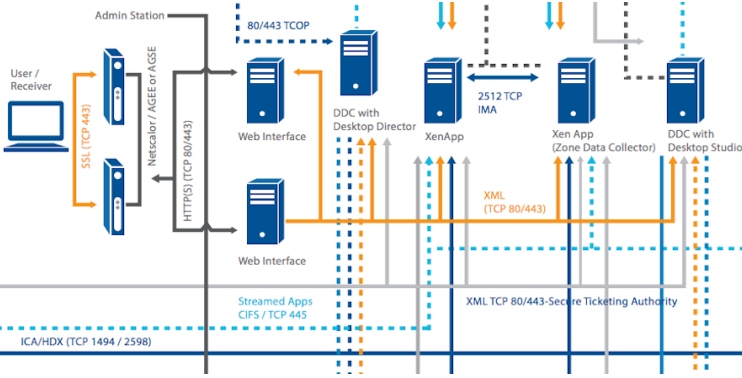 Admin Station
80/443 TCOP
User /
Receiver
SSL (TCP 443)
Netscalor / AGEE or AGSE
HTTP(S) (TCP 80/443)
Web Interface
DDC with
Desktop Director
XenApp
2512 TCP
IMA
Xen App
(Zone Data Collector)
DDC with
Desktop Studio
XML
(TCP 80/443)
Web Interface
Streamed Apps
CIFS / TCP 445
XML TCP 80/443-Secure Ticketing Authority
ICA/HDX (TCP 1494 / 2598)